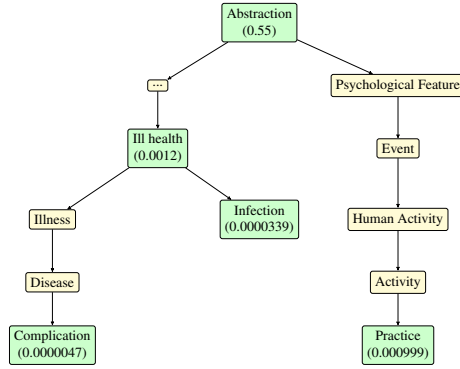 Abstraction
(0.55)
...
Psychological Feature
Ill health
(0.0012)
Event
Illness
Infection
(0.0000339)
Human Activity
Disease
Activity
Complication
(0.0000047)
Practice
(0.000999)